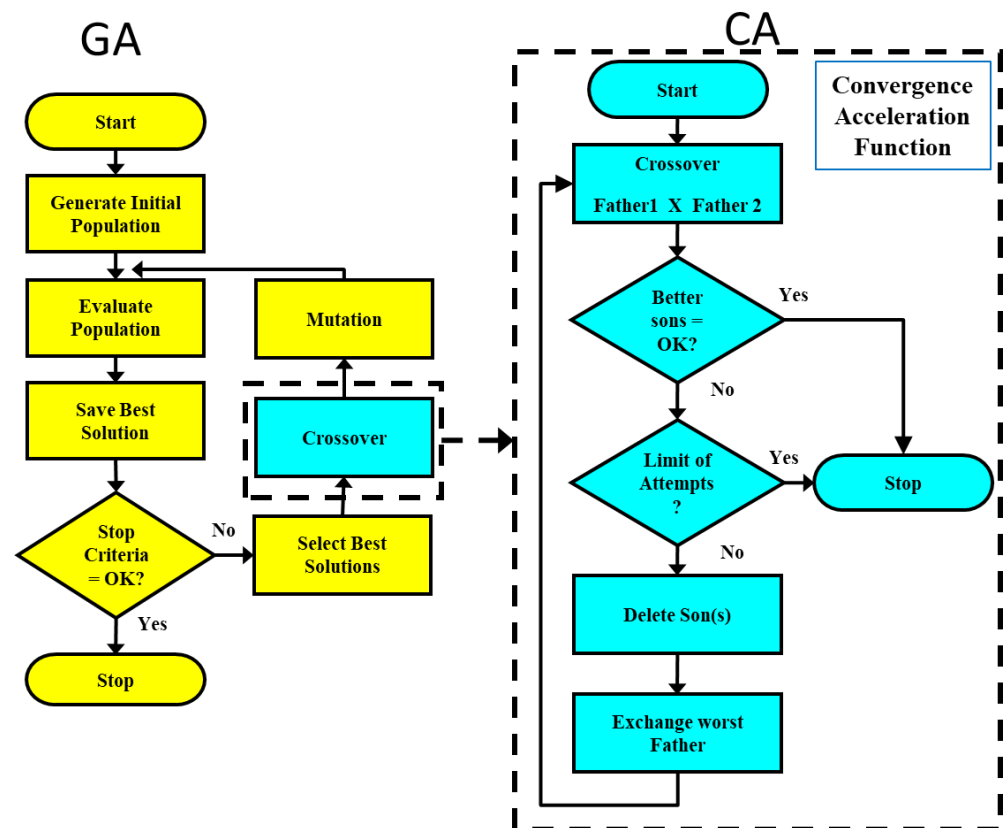 GA
Start
Generate Initial
Population
Evaluate
Population
Save Best
Solution
Stop
Criteria
= OK?
No
Yes
Stop
Mutation
Crossover
Select Best
Solutions
CA
Convergence
Acceleration
Function
Start
Crossover
Father1 X Father 2
Better
sons =
OK?
Yes
No
Limit of
Attempts
?
Yes
Stop
No
Delete Son(s)
Exchange worst
Father